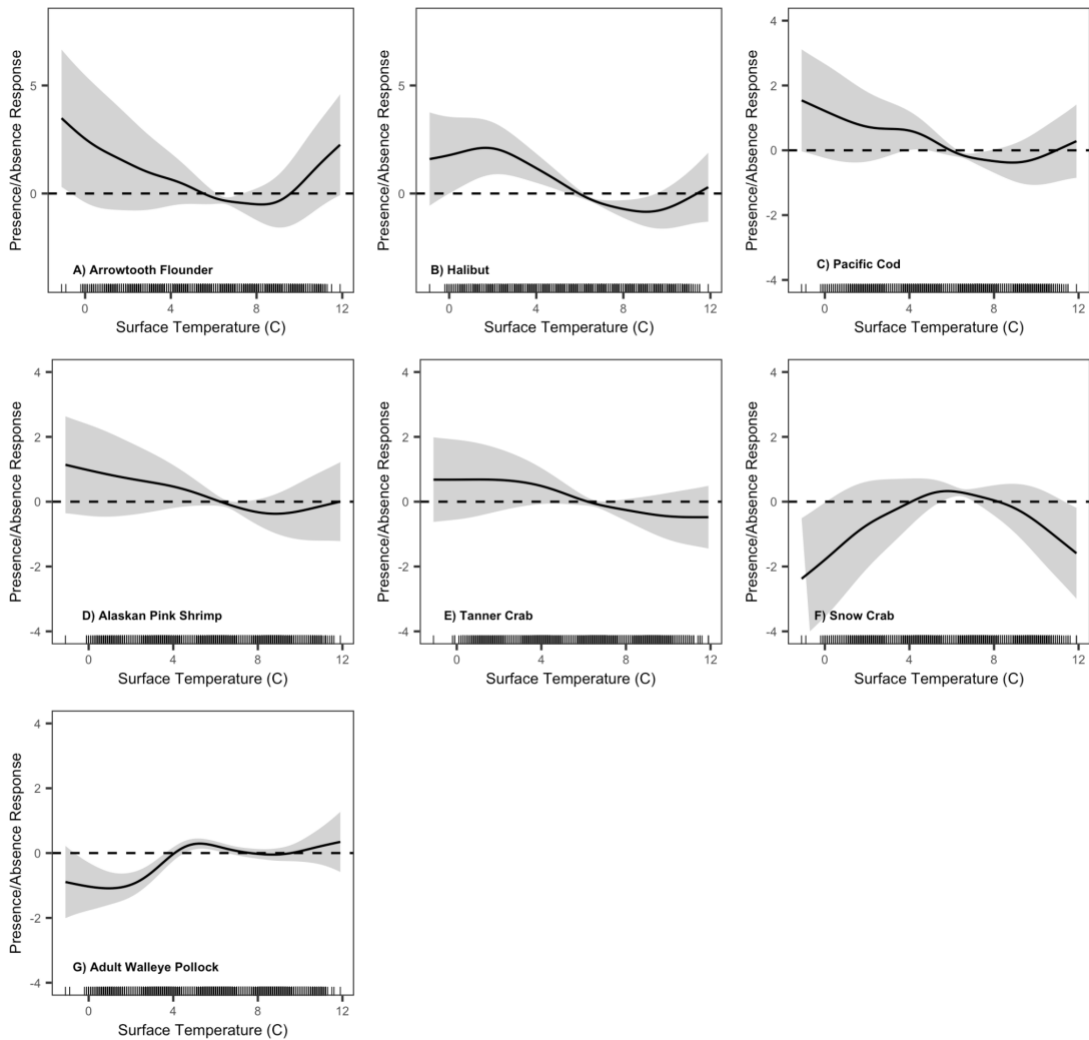 Presence/Absence Response
5
0
A) Arrowtooth Flounder
0 4 8 12
Surface Temperature (C)
Presence/Absence Response
5
0
B) Halibut
0 4 8 12
Surface Temperature (C)
Presence/Absence Response
4
2
0
-2
-4
C) Pacific Cod
0 4 8 12
Surface Temperature (C)
Presence/Absence Response
4
2
0
-2
-4
D) Alaskan Pink Shrimp
0 4 8 12
Surface Temperature (C)
Presence/Absence Response
4
2
0
-2
-4
E) Tanner Crab
0 4 8 12
Surface Temperature (C)
Presence/Absence Response
4
2
0
-2
-4
F) Snow Crab
0 4 8 12
Surface Temperature (C)
Presence/Absence Response
4
2
0
-2
-4
G) Adult Walleye Pollock
0 4 8 12
Surface Temperature (C)